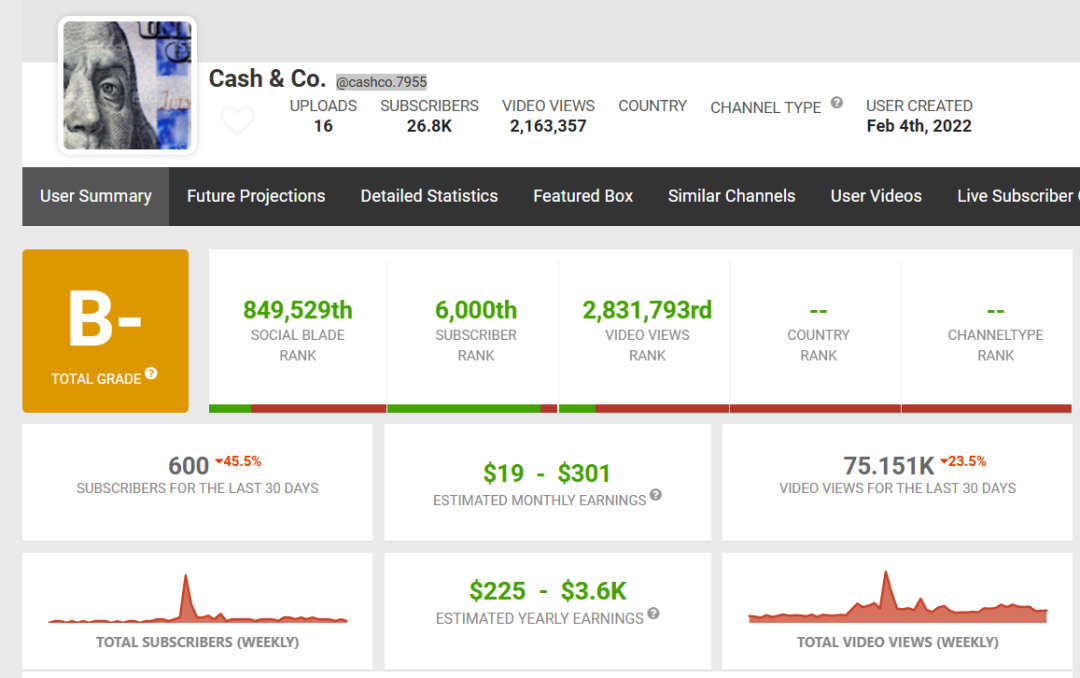 Cash & Co. @cashco.7955
UPLOADS SUBSCRIBERS VIDEO VIEWS COUNTRY CHANNEL TYPE ? USER CREATED
16 26.8K 2,163,357 Feb 4th, 2022
User Summary Future Projections Detailed Statistics Featured Box Similar Channels User Videos Live Subscriber
B-
TOTAL GRADE ?
849,529th 6,000th 2,831,793rd -- --
SOCIAL BLADE SUBSCRIBER VIDEO VIEWS COUNTRY CHANNELTYPE
RANK RANK RANK RANK RANK
600 45.5%
SUBSCRIBERS FOR THE LAST 30 DAYS
$19 - $301
ESTIMATED MONTHLY EARNINGS ?
75.151K 23.5%
VIDEO VIEWS FOR THE LAST 30 DAYS
TOTAL SUBSCRIBERS (WEEKLY)
$225 - $3.6K
ESTIMATED YEARLY EARNINGS ?
TOTAL VIDEO VIEWS (WEEKLY)